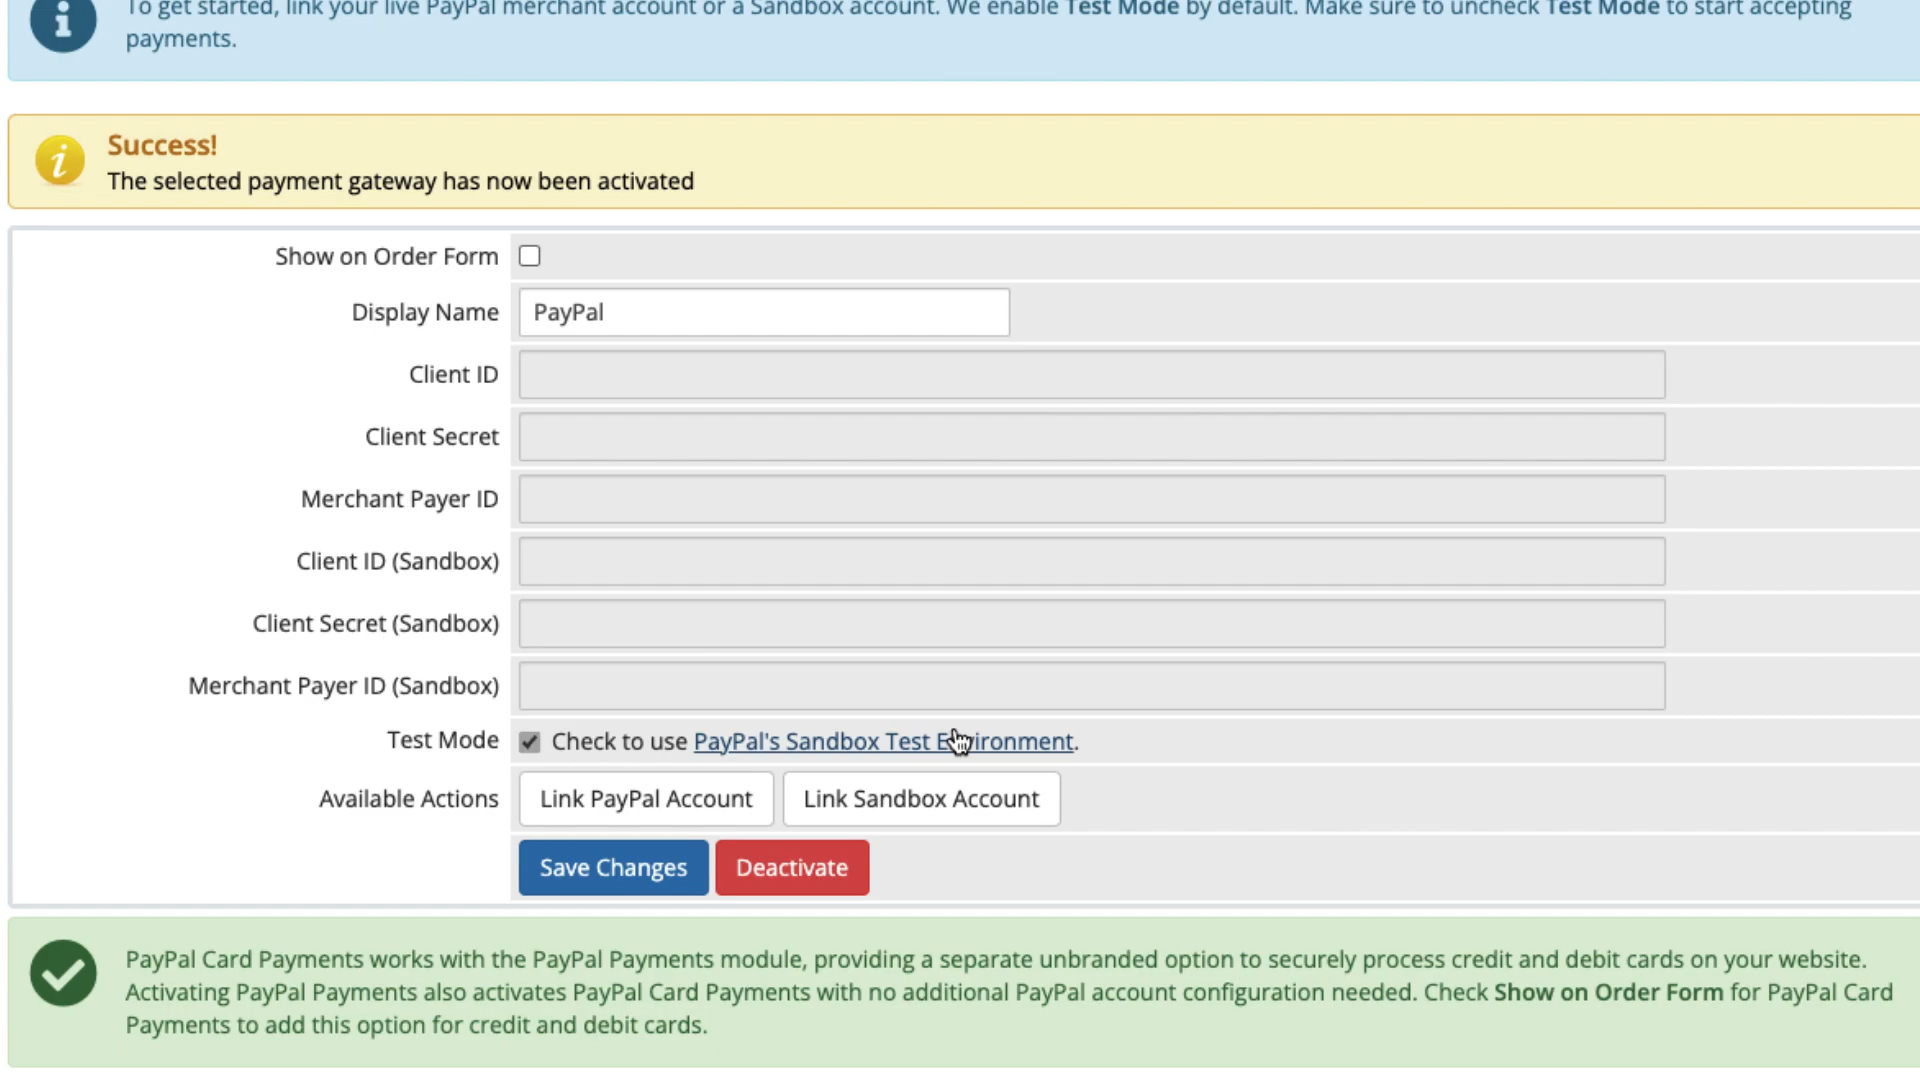 To get started, link your live PayPal merchant account or a Sandbox account. We enable Test Mode by default. Make sure to uncheck Test Mode to start accepting
payments.
Success!
The selected payment gateway has now been activated
Show on Order Form
Display Name PayPal
Client ID
Client Secret
Merchant Payer ID
Client ID (Sandbox)
Client Secret (Sandbox)
Merchant Payer ID (Sandbox)
Test Mode Check to use PayPal's Sandbox Test Environment.
Available Actions Link PayPal Account Link Sandbox Account
Save Changes Deactivate
PayPal Card Payments works with the PayPal Payments module, providing a separate unbranded option to securely process credit and debit cards on your website.
Activating PayPal Payments also activates PayPal Card Payments with no additional PayPal account configuration needed. Check Show on Order Form for PayPal Card
Payments to add this option for credit and debit cards.